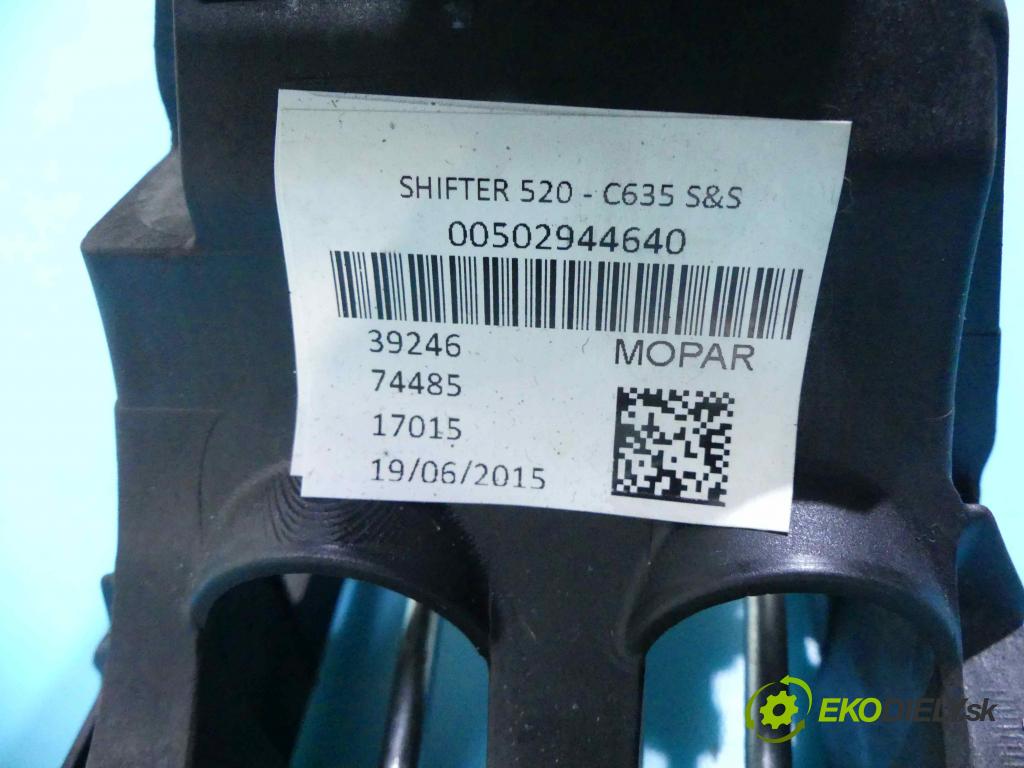 SHIFTER 520 - C635 S&S
00502944640
39246
MOPAR
74485
17015
19/06/2015
EKODIELY.sk